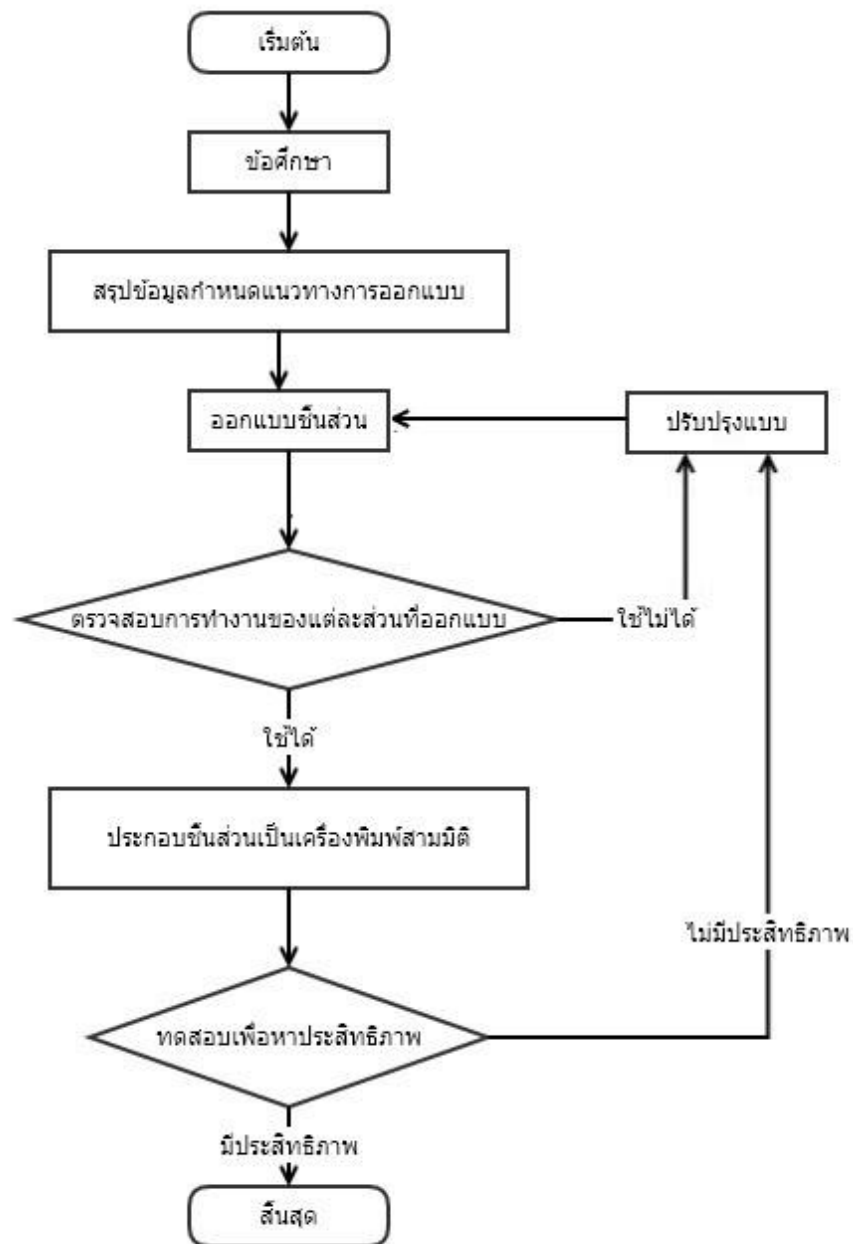 เริ่มต้น
ข้อศึกษา
สรุปข้อมูลกำหนดแนวทางการออกแบบ
ออกแบบชิ้นส่วน
ปรับปรุงแบบ
ตรวจสอบการทำงานของแต่ละส่วนที่ออกแบบ
ใช้ไม่ได้
ใช้ได้
ประกอบชิ้นส่วนเป็นเครื่องพิมพ์สามมิติ
ไม่มีประสิทธิภาพ
ทดสอบเพื่อหาประสิทธิภาพ
มีประสิทธิภาพ
สิ้นสุด